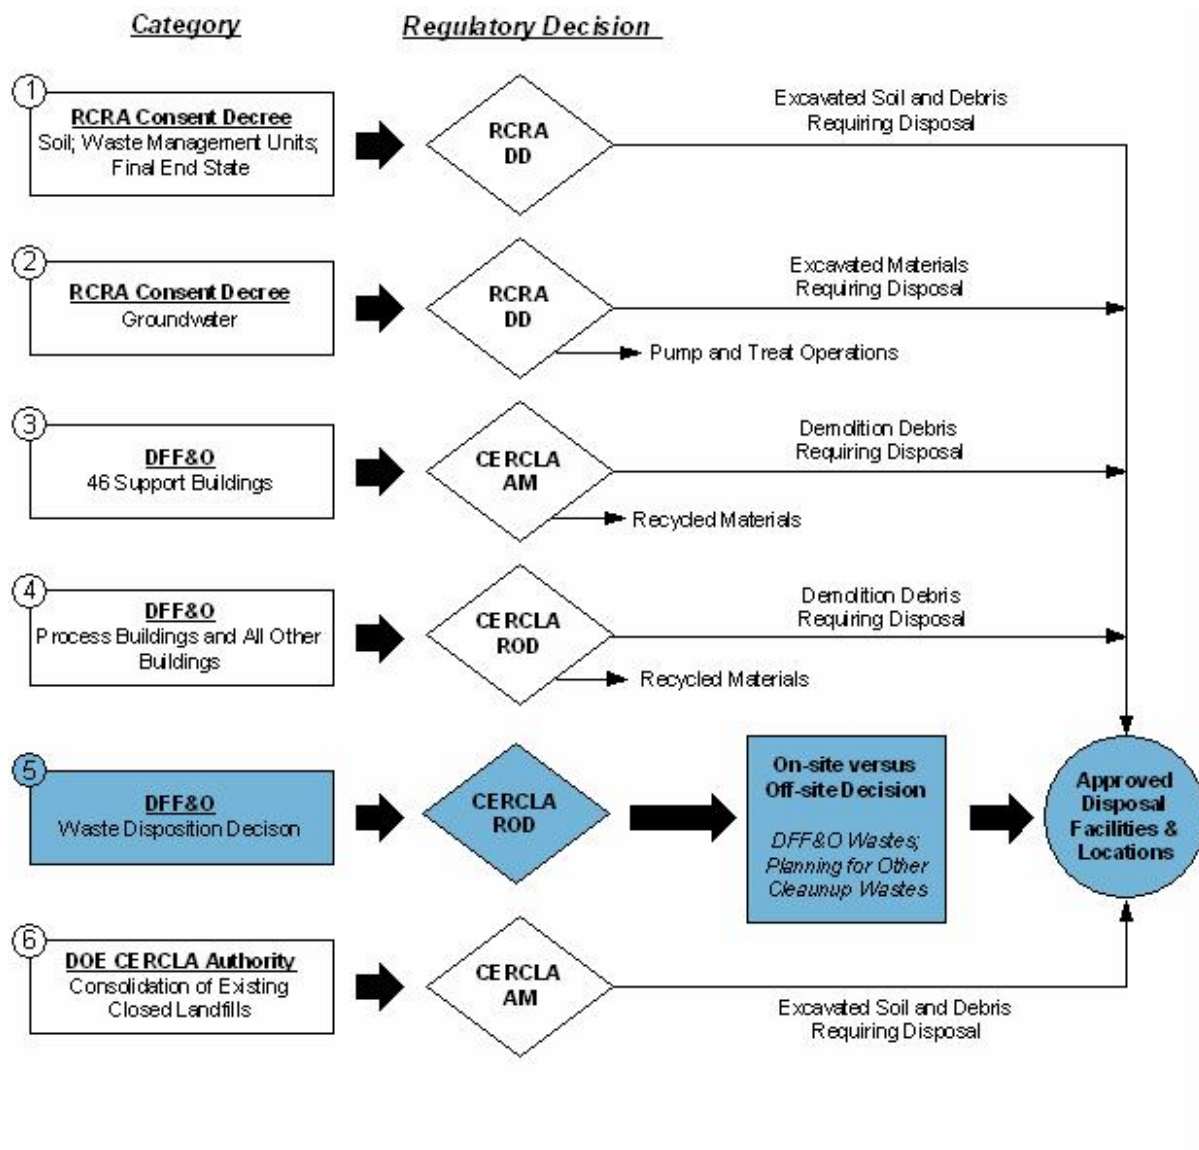 Category
Regulatory Decision
1
RCRA Consent Decree
Soil; Waste Management Units;
Final End State
RCRA
DD
Excavated Soil and Debris
Requiring Disposal
2
RCRA Consent Decree
Groundwater
RCRA
DD
Excavated Materials
Requiring Disposal
Pump and Treat Operations
3
DFF&O
46 Support Buildings
CERCLA
AM
Demolition Debris
Requiring Disposal
Recycled Materials
4
DFF&O
Process Buildings and All Other
Buildings
CERCLA
ROD
Demolition Debris
Requiring Disposal
Recycled Materials
5
DFF&O
Waste Disposition Decison
CERCLA
ROD
On-site versus
Off-site Decision
DFF&O Wastes;
Planning for Other
Cleaunup Wastes
Approved
Disposal
Facilities &
Locations
6
DOE CERCLA Authority
Consolidation of Existing
Closed Landfills
CERCLA
AM
Excavated Soil and Debris
Requiring Disposal